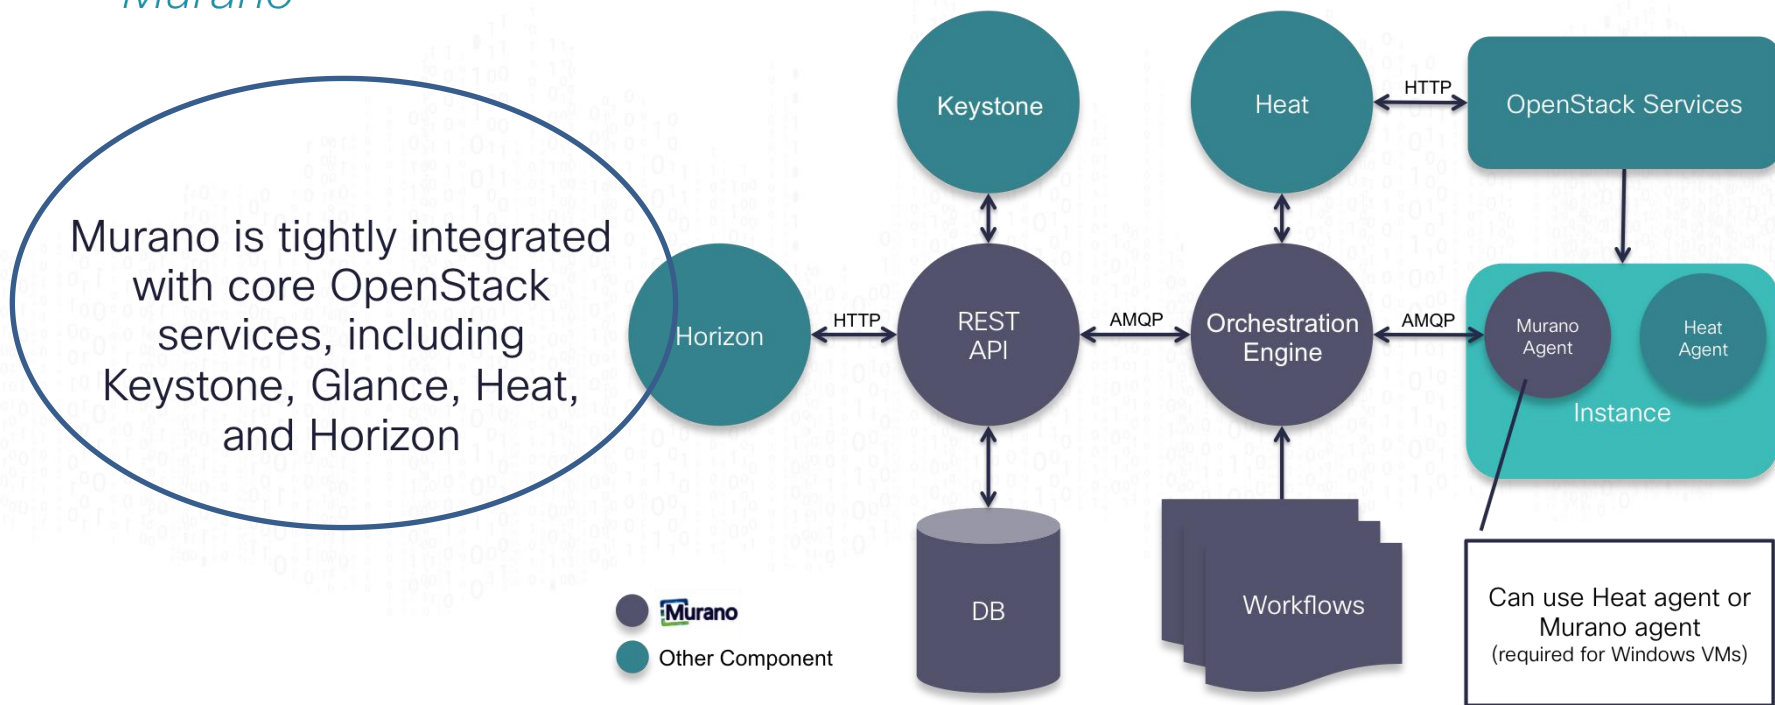 Murano
Murano is tightly integrated
with core OpenStack
services, including
Keystone, Glance, Heat,
and Horizon
Keystone
Heat
HTTP
OpenStack Services
Horizon
HTTP
REST
API
AMQP
Orchestration
Engine
AMQP
Murano
Agent
Heat
Agent
Instance
DB
Workflows
Can use Heat agent or
Murano agent
(required for Windows VMs)
Murano
Other Component